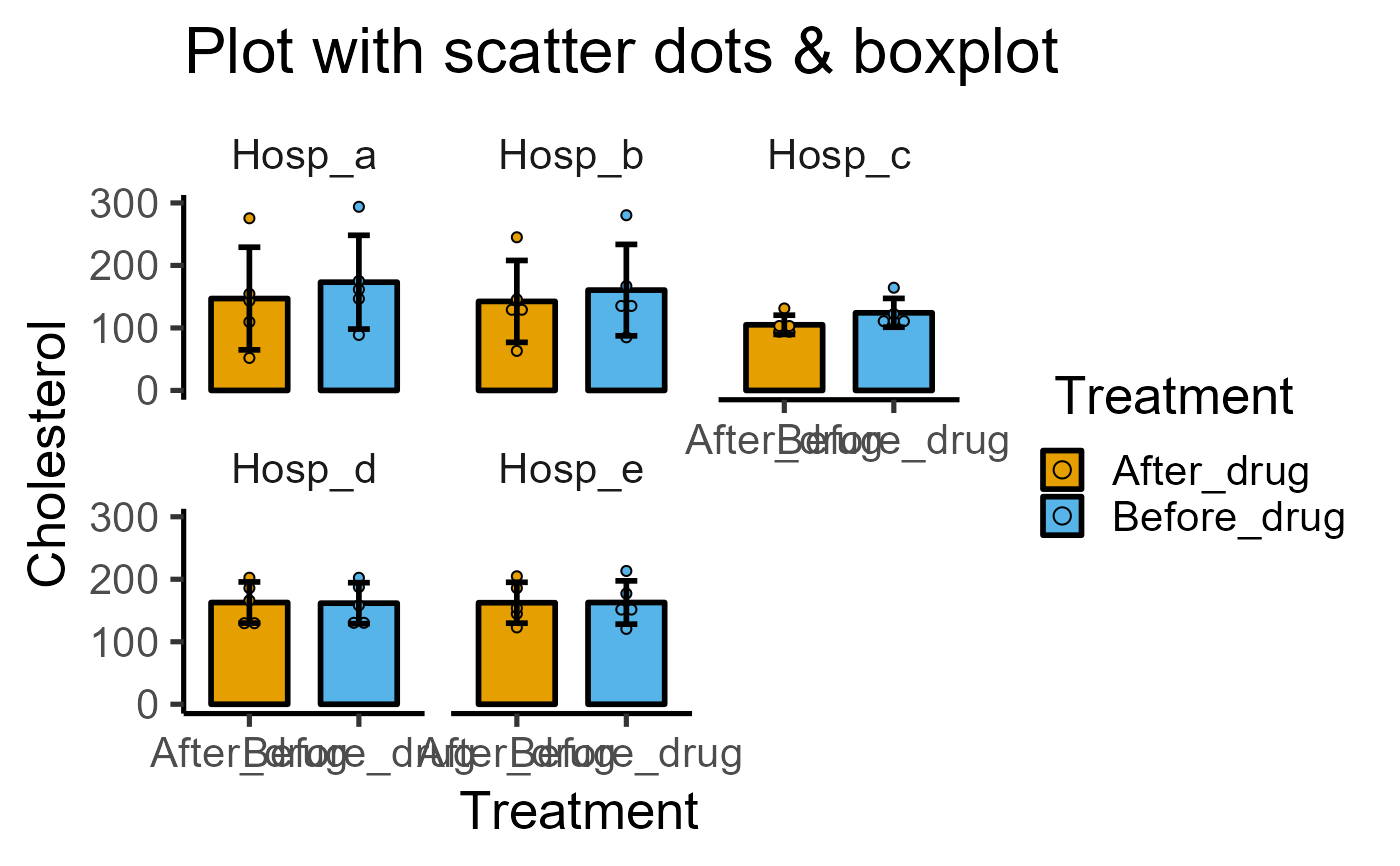 Plot with scatter dots & boxplot
Hosp_a Hosp_b Hosp_c
300
200
100
0
After_drug Before_drug
Hosp_d Hosp_e
300
200
100
0
After_drug Before_drug After_drug Before_drug
Treatment
Cholesterol
Treatment
After_drug
Before_drug